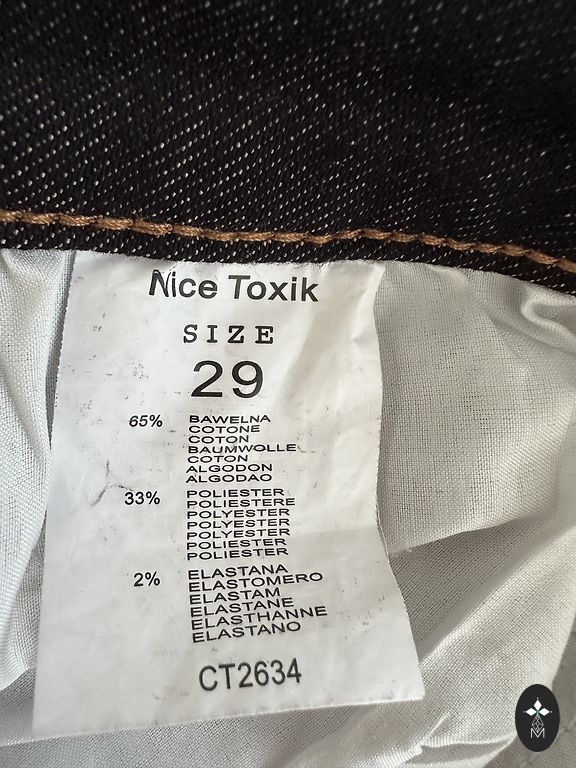 Nice Toxik
SIZE
29
65% BAWELNA
COTONE
COTON
BAUMWOLLE
COTON
ALGODON
ALGODAO
33% POLIESTER
POLIESTERE
POLYESTER
POLYESTER
POLYESTER
POLIESTER
POLIESTER
2% ELASTANA
ELASTOMERO
ELASTAM
ELASTANE
ELASTHANNE
ELASTANO
CT2634
M